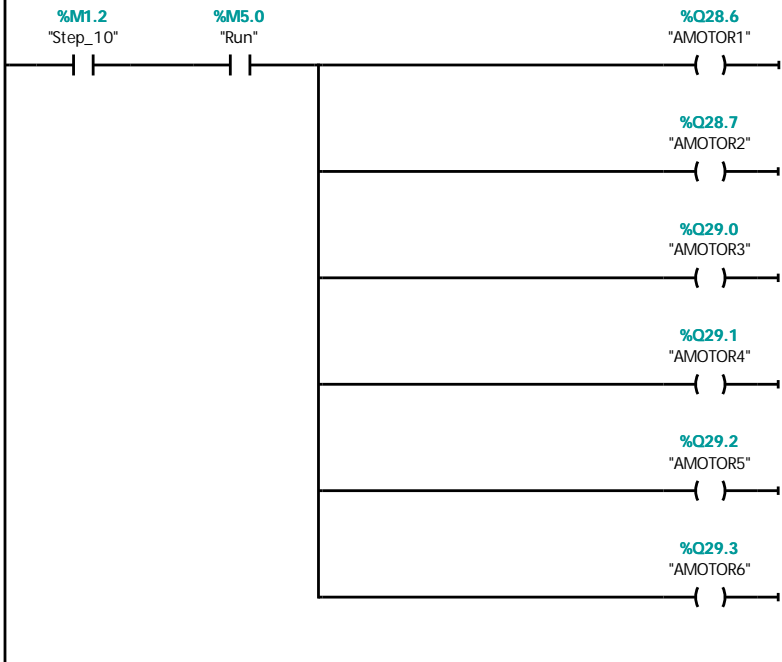 %M1.2
"Step_10"
%M5.0
"Run"
%Q28.6
"AMOTOR1"
%Q28.7
"AMOTOR2"
%Q29.0
"AMOTOR3"
%Q29.1
"AMOTOR4"
%Q29.2
"AMOTOR5"
%Q29.3
"AMOTOR6"